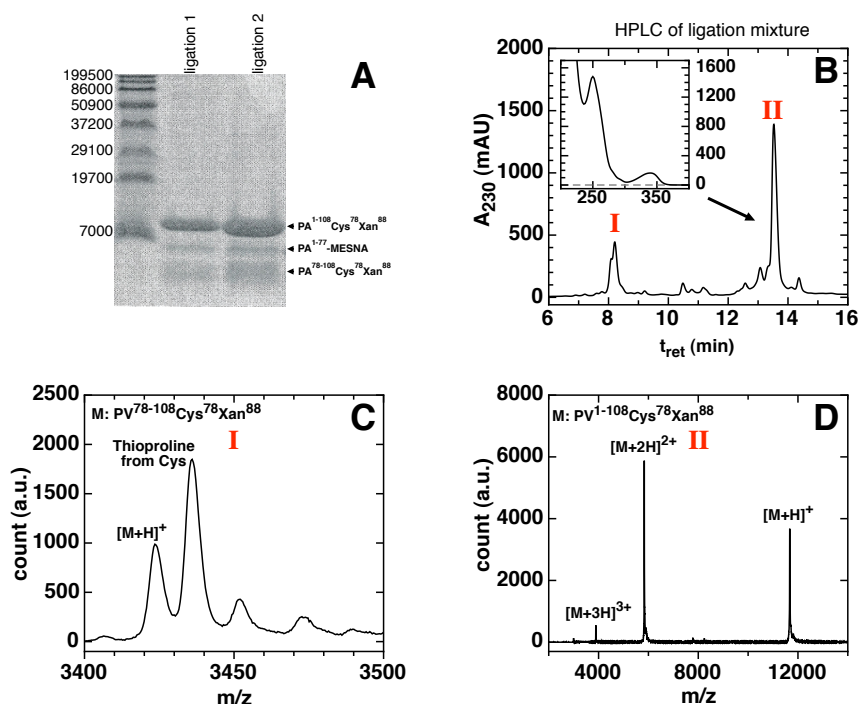 ligation 1
ligation 2
A
199500
86000
50900
37200
29100
19700
7000
PA1-108Cys78Xan88
PA1-77-MESNA
PA78-108Cys78Xan88
HPLC of ligation mixture
B
2000
1500
1000
500
0
A230 (mAU)
1600
1200
800
400
0
250 350
I
II
6 8 10 12 14 16
tret (min)
C
M: PV78-108Cys78Xan88
I
Thioproline
from Cys
[M+H]+
2500
2000
1500
1000
500
0
count (a.u.)
3400 3450 3500
m/z
D
M: PV1-108Cys78Xan88
II
[M+2H]2+
[M+H]+
[M+3H]3+
8000
6000
4000
2000
0
count (a.u.)
4000 8000 12000
m/z